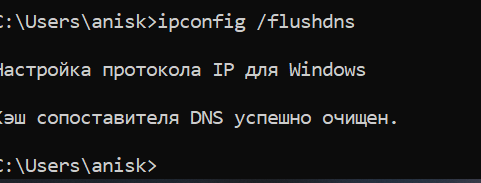 C:\Users\anisk>ipconfig /flushdns
Настройка протокола IP для Windows
Кэш сопоставителя DNS успешно очищен.
C:\Users\anisk>